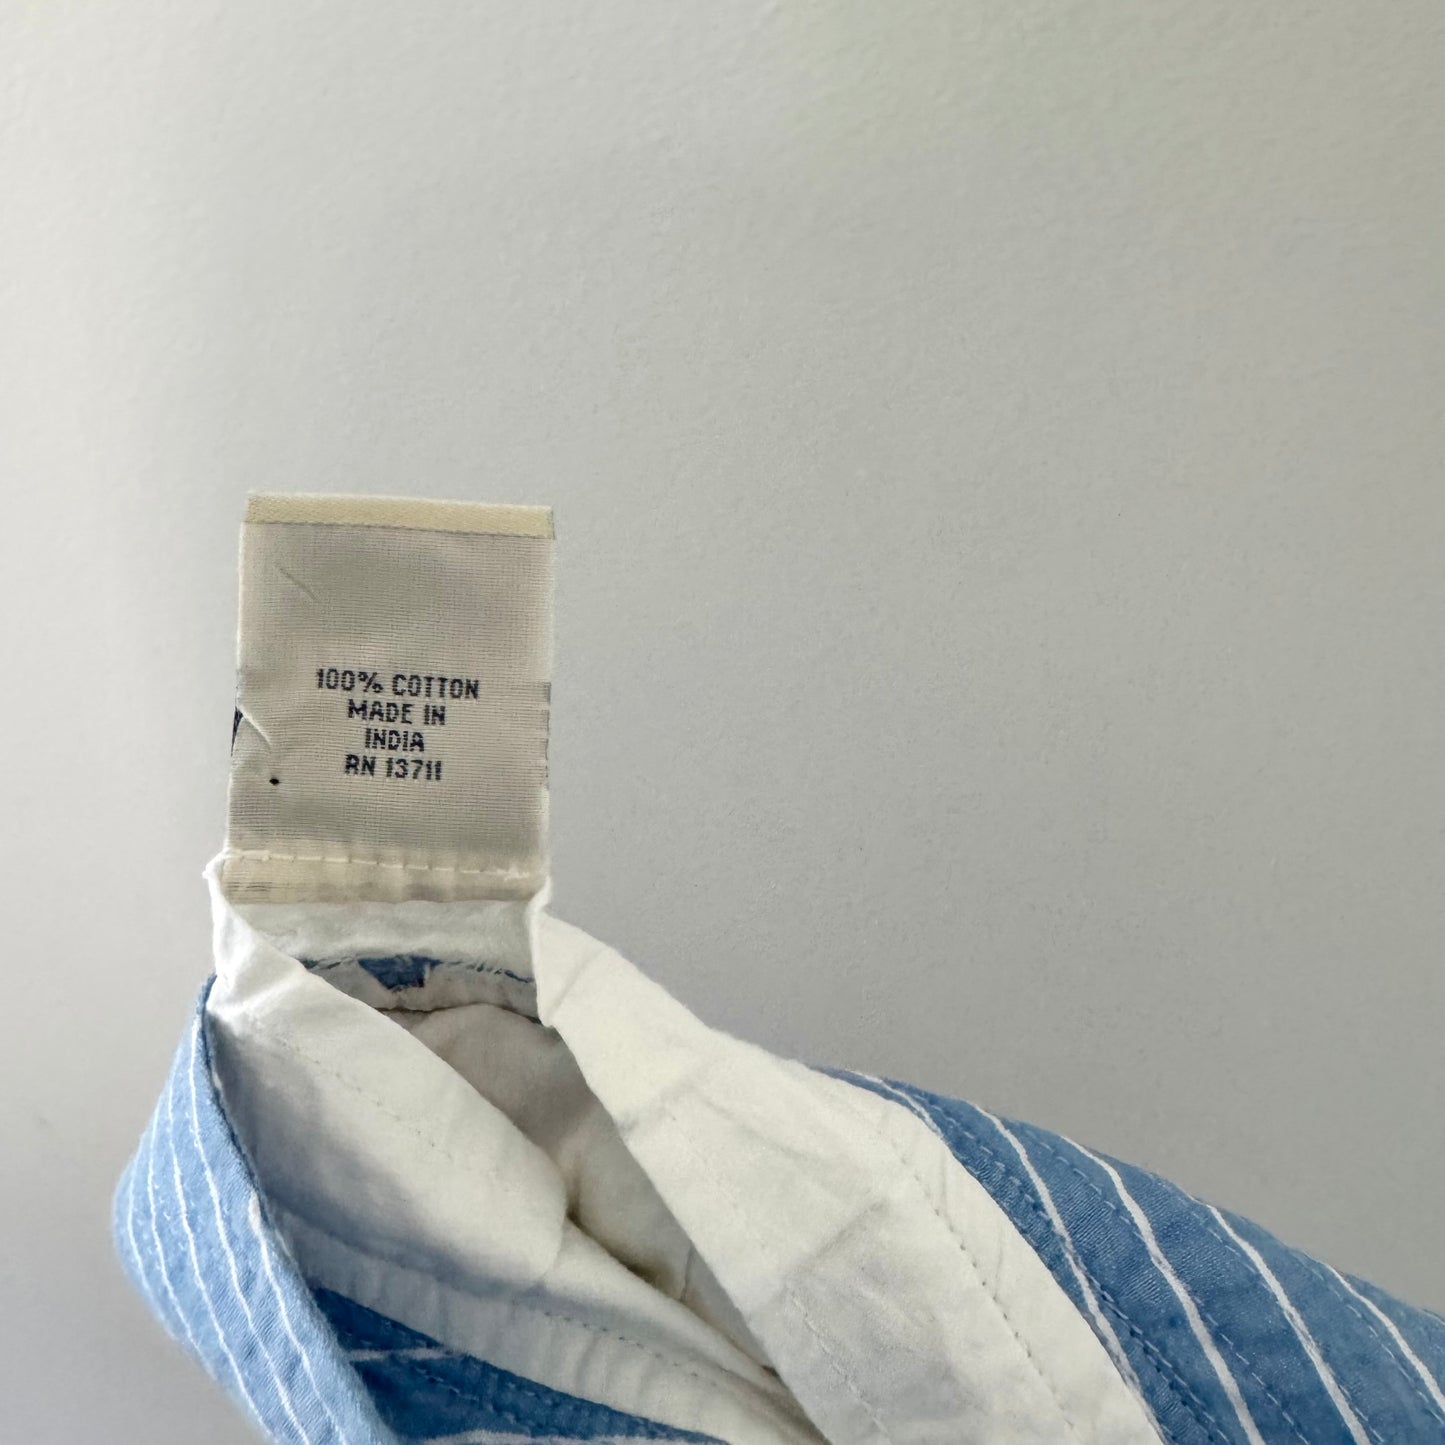 100% COTTON
MADE IN
INDIA
RN 13711